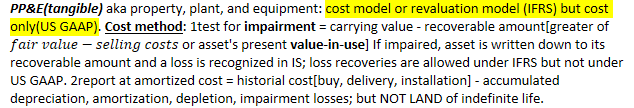 PP&E(tangible) aka property, plant, and equipment: cost model or revaluation model (IFRS) but cost
only(US GAAP). Cost method: 1test for impairment = carrying value - recoverable amount[greater of
fair value − selling costs or asset's present value-in-use] If impaired, asset is written down to its
recoverable amount and a loss is recognized in IS; loss recoveries are allowed under IFRS but not under
US GAAP. 2report at amortized cost = historial cost[buy, delivery, installation] - accumulated
depreciation, amortization, depletion, impairment losses; but NOT LAND of indefinite life.